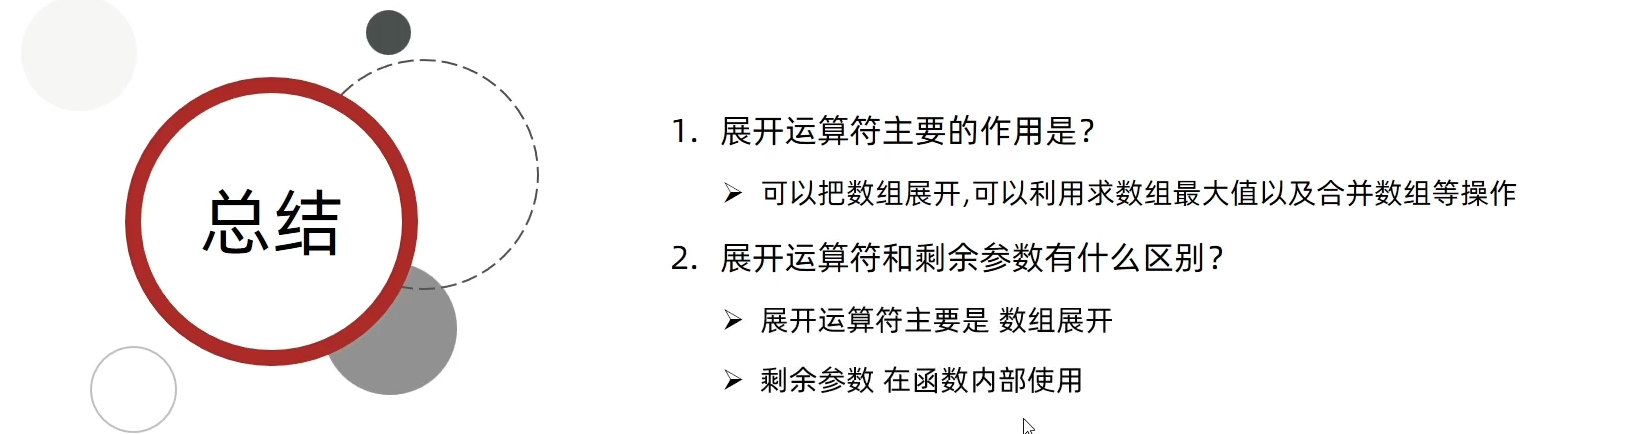 总结
1. 展开运算符主要的作用是?
➢ 可以把数组展开,可以利用求数组最大值以及合并数组等操作
2. 展开运算符和剩余参数有什么区别?
➢ 展开运算符主要是 数组展开
➢ 剩余参数 在函数内部使用